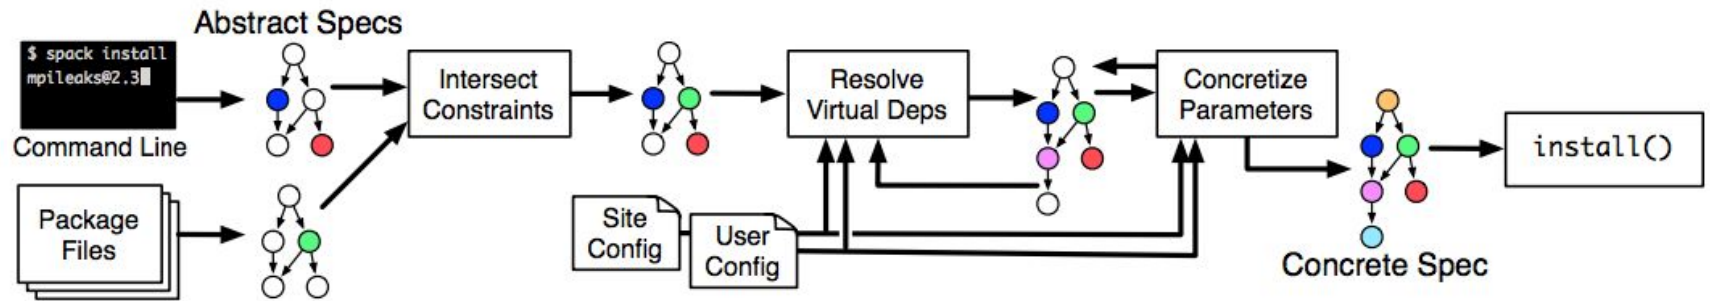 Abstract Specs
$ spack install
mpileaks@2.3
Command Line
Package
Files
Intersect
Constraints
Resolve
Virtual Deps
Site
Config
User
Config
Concretize
Parameters
Concrete Spec
install()